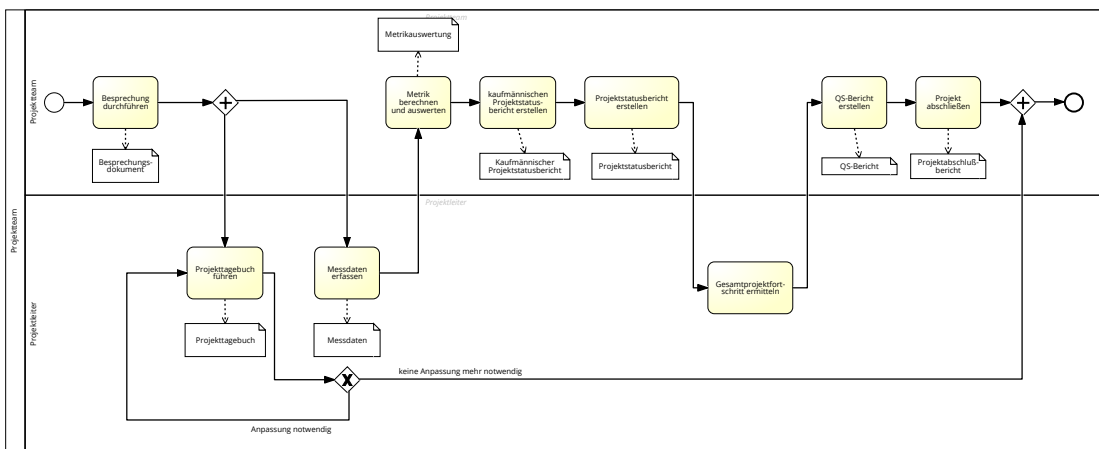 Projektteam
Projektteam
Projektteam
Metrikauswertung
Besprechung
durchführen
Metrik
berechnen
und auswerten
kaufmännischen
Projektstatus-
bericht erstellen
Projektstatusbericht
erstellen
QS-Bericht
erstellen
Projekt
abschließen
Besprechungs-
dokument
Kaufmännischer
Projektstatusbericht
Projektstatusbericht
QS-Bericht
Projektabschluß-
bericht
Projektleiter
Projektleiter
Projekttagebuch
führen
Messdaten
erfassen
Gesamtprojektfort-
schritt ermitteln
Projekttagebuch
Messdaten
keine Anpassung mehr notwendig
Anpassung notwendig